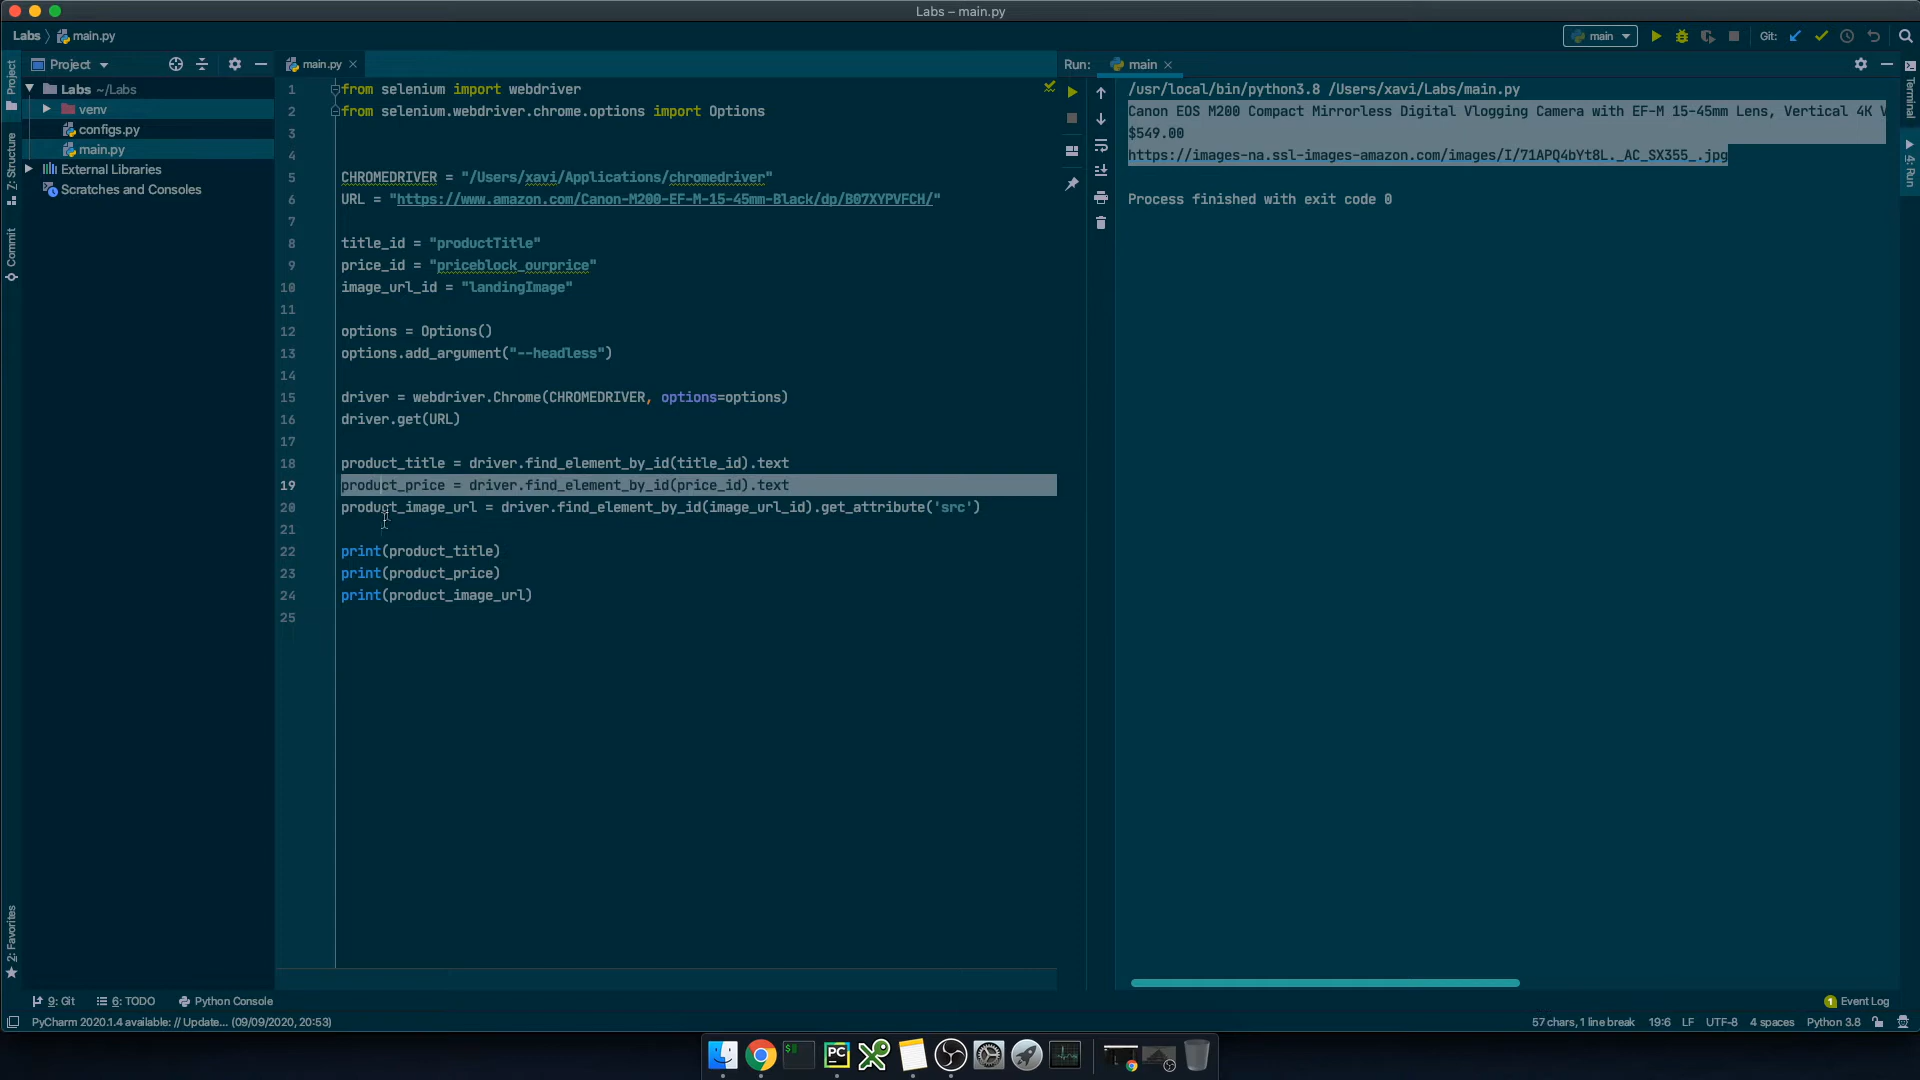 Labs – main.py
Labs
main.py
main
Git:
Project
Project
Labs ~/Labs
venv
configs.py
main.py
External Libraries
Scratches and Consoles
Z: Structure
Commit
2: Favorites
main.py
1 from selenium import webdriver
2 from selenium.webdriver.chrome.options import Options
3
4
5 CHROMEDRIVER = "/Users/xavi/Applications/chromedriver"
6 URL = "https://www.amazon.com/Canon-M200-EF-M-15-45mm-Black/dp/B07XYPVFCH/"
7
8 title_id = "productTitle"
9 price_id = "priceblock_ourprice"
10 image_url_id = "landingImage"
11
12 options = Options()
13 options.add_argument("--headless")
14
15 driver = webdriver.Chrome(CHROMEDRIVER, options=options)
16 driver.get(URL)
17
18 product_title = driver.find_element_by_id(title_id).text
19 product_price = driver.find_element_by_id(price_id).text
20 product_image_url = driver.find_element_by_id(image_url_id).get_attribute('src')
21
22 print(product_title)
23 print(product_price)
24 print(product_image_url)
25
Run:
main
/usr/local/bin/python3.8 /Users/xavi/Labs/main.py
Canon EOS M200 Compact Mirrorless Digital Vlogging Camera with EF-M 15-45mm Lens, Vertical 4K V
$549.00
https://images-na.ssl-images-amazon.com/images/I/71APQ4bYt8L._AC_SX355_.jpg
Process finished with exit code 0
Terminal
4: Run
9: Git
6: TODO
Python Console
1 Event Log
PyCharm 2020.1.4 available: // Update... (09/09/2020, 20:53)
57 chars, 1 line break
19:6
LF
UTF-8
4 spaces
Python 3.8
$
PC